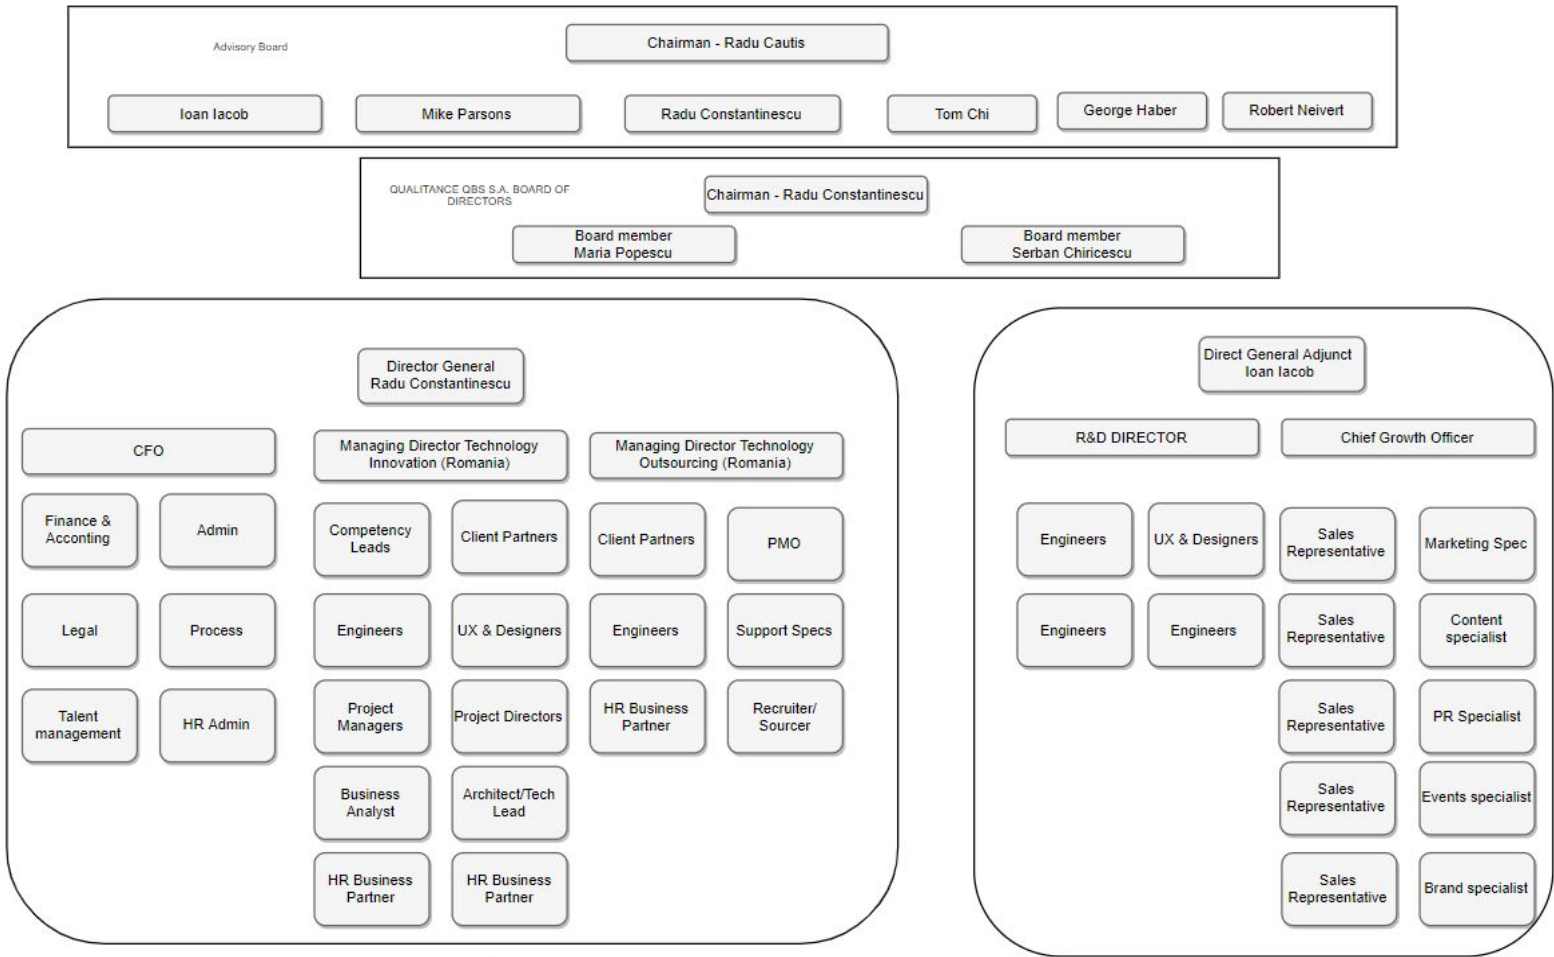 Advisory Board
Chairman - Radu Cautis
Ioan Iacob
Mike Parsons
Radu Constantinescu
Tom Chi
George Haber
Robert Neivert
QUALITANCE QBS S.A. BOARD OF
DIRECTORS
Chairman - Radu Constantinescu
Board member
Maria Popescu
Board member
Serban Chiricescu
Director General
Radu Constantinescu
CFO
Managing Director Technology
Innovation (Romania)
Managing Director Technology
Outsourcing (Romania)
Finance &
Acconting
Admin
Competency
Leads
Client Partners
Client Partners
PMO
Legal
Process
Engineers
UX & Designers
Engineers
Support Specs
Talent
management
HR Admin
Project
Managers
Project Directors
HR Business
Partner
Recruiter/
Sourcer
Business
Analyst
Architect/Tech
Lead
HR Business
Partner
HR Business
Partner
Direct General Adjunct
Ioan Iacob
R&D DIRECTOR
Chief Growth Officer
Engineers
UX & Designers
Sales
Representative
Marketing Spec
Engineers
Engineers
Sales
Representative
Content
specialist
Sales
Representative
PR Specialist
Sales
Representative
Events specialist
Sales
Representative
Brand specialist